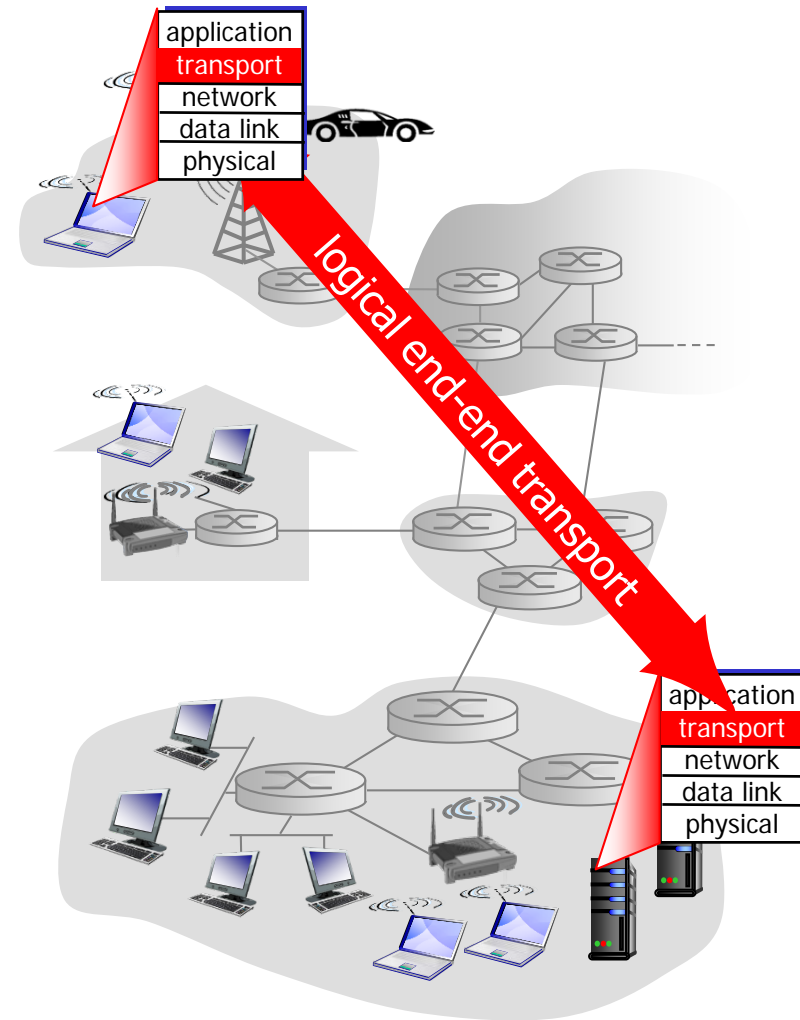 application
transport
network
data link
physical
logical end-end transport
application
transport
network
data link
physical